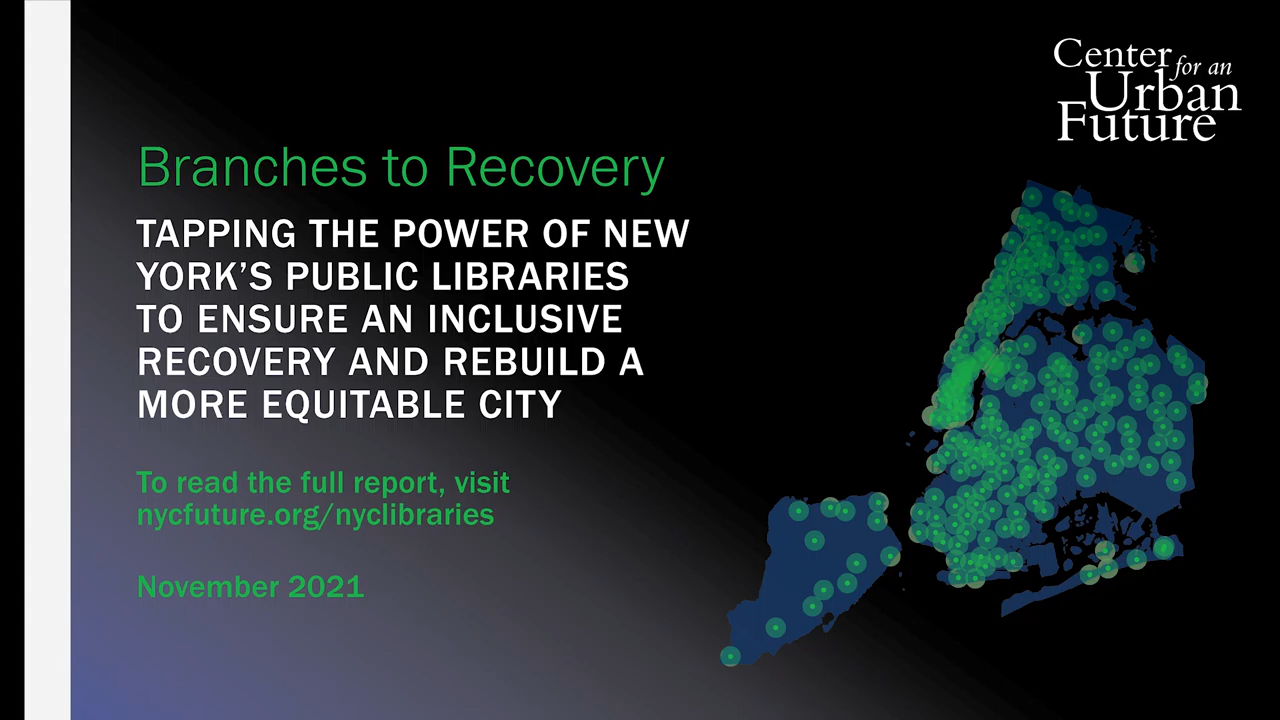 Center for an
Urban
Future
Branches to Recovery
TAPPING THE POWER OF NEW
YORK’S PUBLIC LIBRARIES
TO ENSURE AN INCLUSIVE
RECOVERY AND REBUILD A
MORE EQUITABLE CITY
To read the full report, visit
nycfuture.org/nyclibraries
November 2021